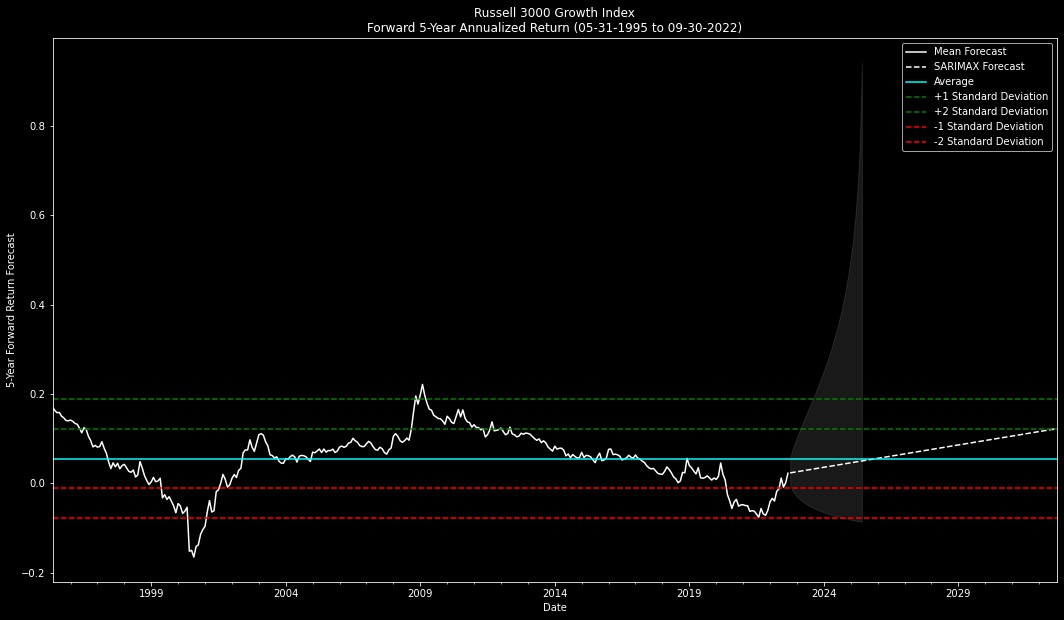 Russell 3000 Growth Index
Forward 5-Year Annualized Return (05-31-1995 to 09-30-2022)
Mean Forecast
SARIMAX Forecast
Average
+1 Standard Deviation
+2 Standard Deviation
-1 Standard Deviation
-2 Standard Deviation
5-Year Forward Return Forecast
0.8
0.6
0.4
0.2
0.0
−0.2
1999
2004
2009
2014
2019
2024
2029
Date